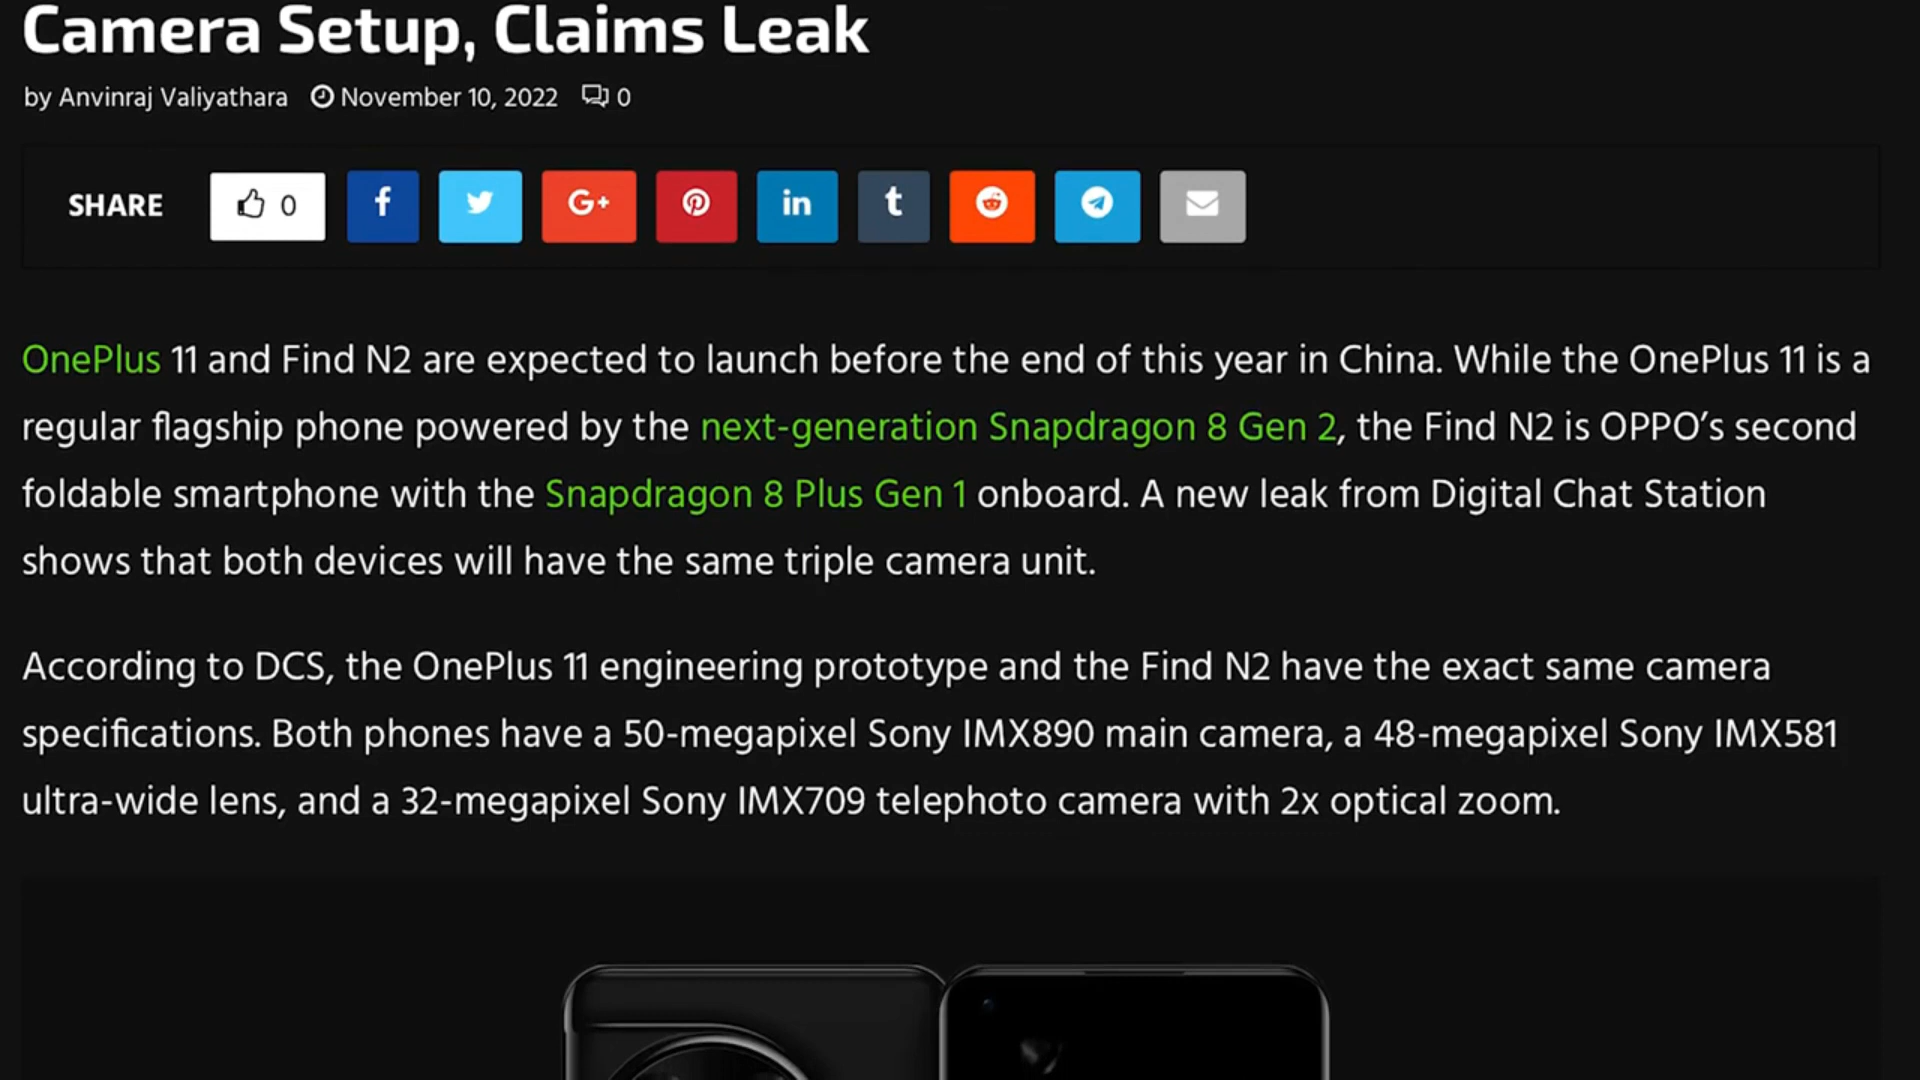 Camera Setup, Claims Leak
by Anvinraj Valiyathara November 10, 2022 0
SHARE 0 f G+ in t
OnePlus 11 and Find N2 are expected to launch before the end of this year in China. While the OnePlus 11 is a
regular flagship phone powered by the next-generation Snapdragon 8 Gen 2, the Find N2 is OPPO’s second
foldable smartphone with the Snapdragon 8 Plus Gen 1 onboard. A new leak from Digital Chat Station
shows that both devices will have the same triple camera unit.
According to DCS, the OnePlus 11 engineering prototype and the Find N2 have the exact same camera
specifications. Both phones have a 50-megapixel Sony IMX890 main camera, a 48-megapixel Sony IMX581
ultra-wide lens, and a 32-megapixel Sony IMX709 telephoto camera with 2x optical zoom.